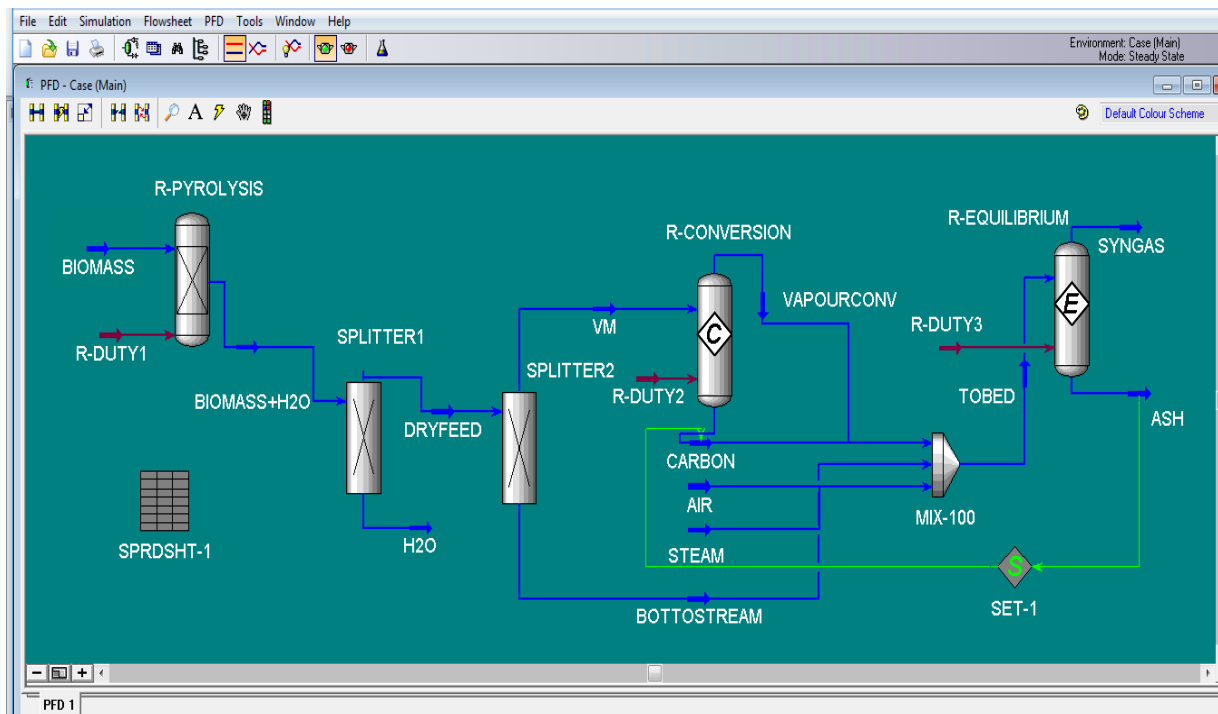 File Edit Simulation Flowsheet PFD Tools Window Help
Environment: Case (Main)
Mode: Steady State
PFD - Case (Main)
A
Default Colour Scheme
R-PYROLYSIS
BIOMASS
R-DUTY1
BIOMASS+H2O
SPLITTER1
DRYFEED
H2O
SPRDSHT-1
VM
SPLITTER2
R-CONVERSION
C
R-DUTY2
VAPOURCONV
CARBON
AIR
STEAM
BOTTOSTREAM
MIX-100
R-EQUILIBRIUM
E
SYNGAS
R-DUTY3
TOBED
ASH
S
SET-1
PFD 1